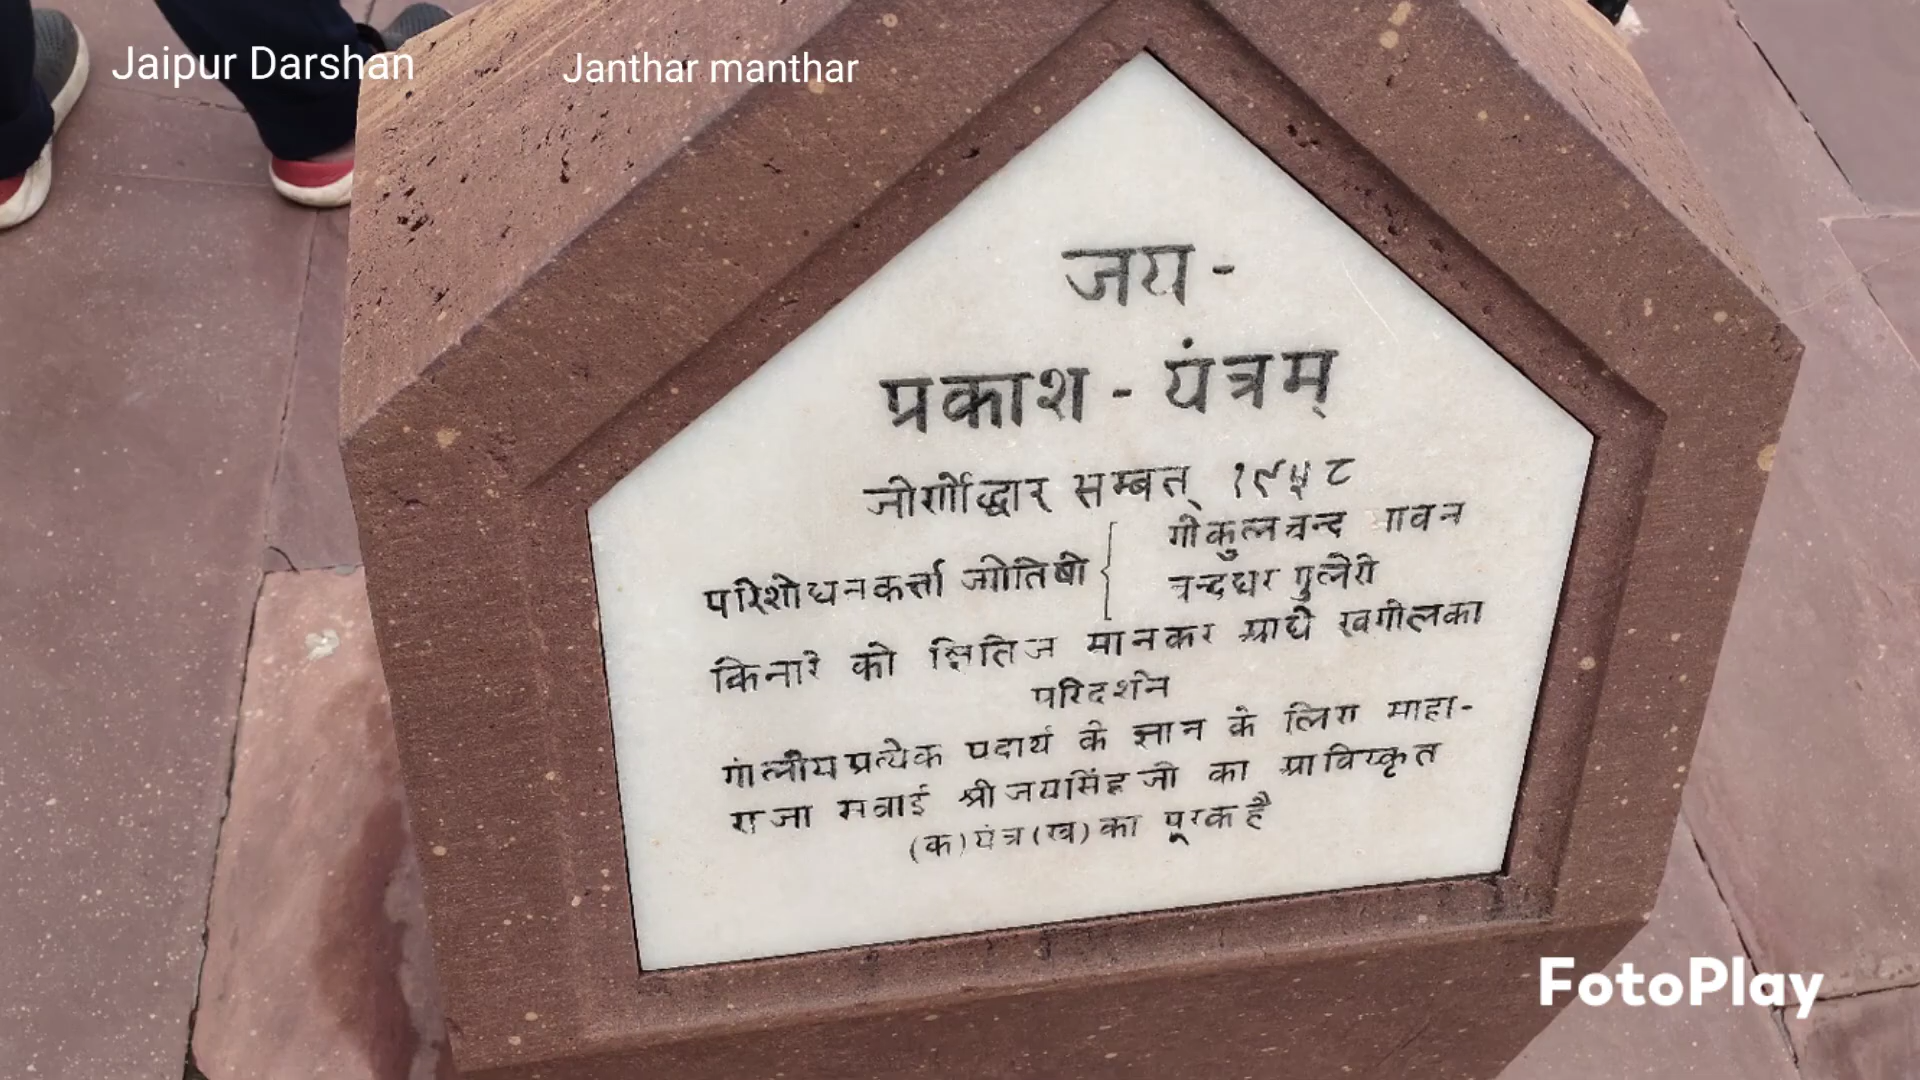 Jaipur Darshan
Janthar manthar
जय-
प्रकाश-यंत्रम्
जीर्णोद्धार सम्बत् १९५८
परिशोधनकर्त्ता ज्योतिषी { गोकुलचन्द भावन
चन्द्रधर गुलेरी
किनारे को क्षितिज मानकर आधे खगोलका
परिदर्शन
गोलीय प्रत्येक पदार्थ के ज्ञान के लिए माहा-
राजा सवाई श्री जयसिंह जी का आविष्कृत
(क) यंत्र (ख) का पूरक है
FotoPlay